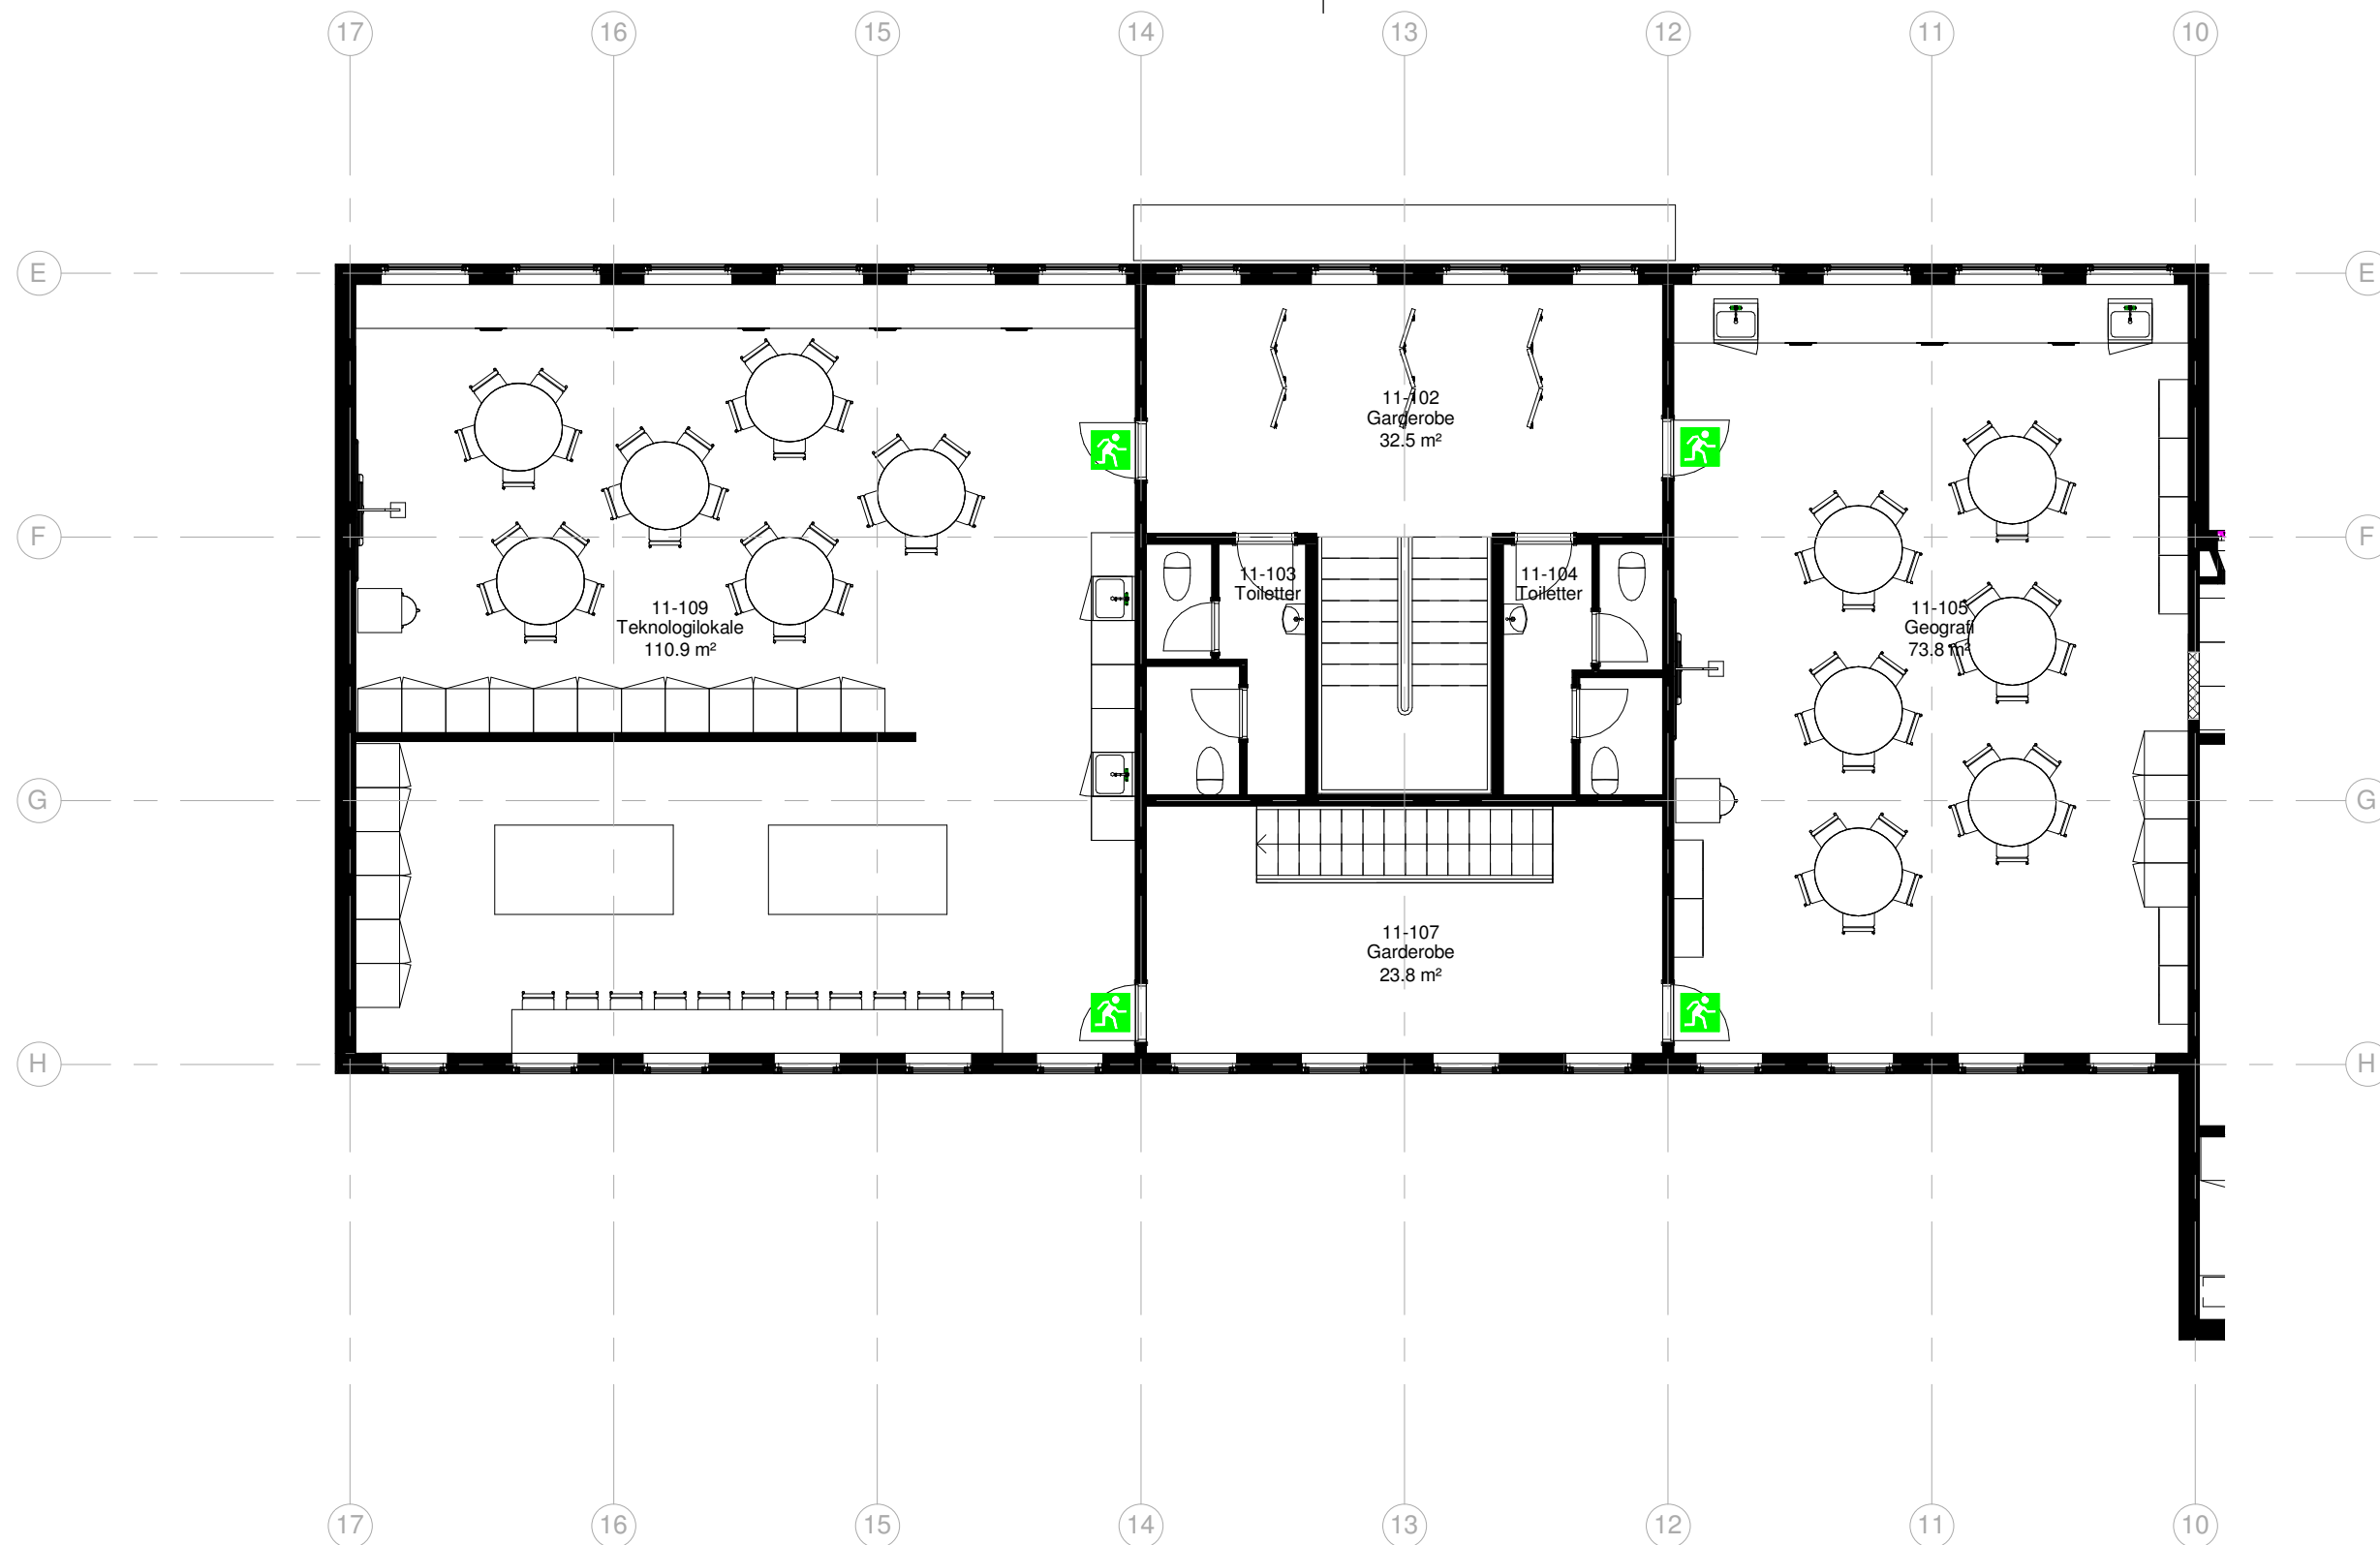 17 16 15 14 13 12 11 10
E E
11-102
Garderobe
32.5 m²
F F
11-103
Toiletter
11-104
Toiletter
11-109
Teknologilokale
110.9 m²
11-105
Geografi
73.8 m²
G G
11-107
Garderobe
23.8 m²
H H
17 16 15 14 13 12 11 10